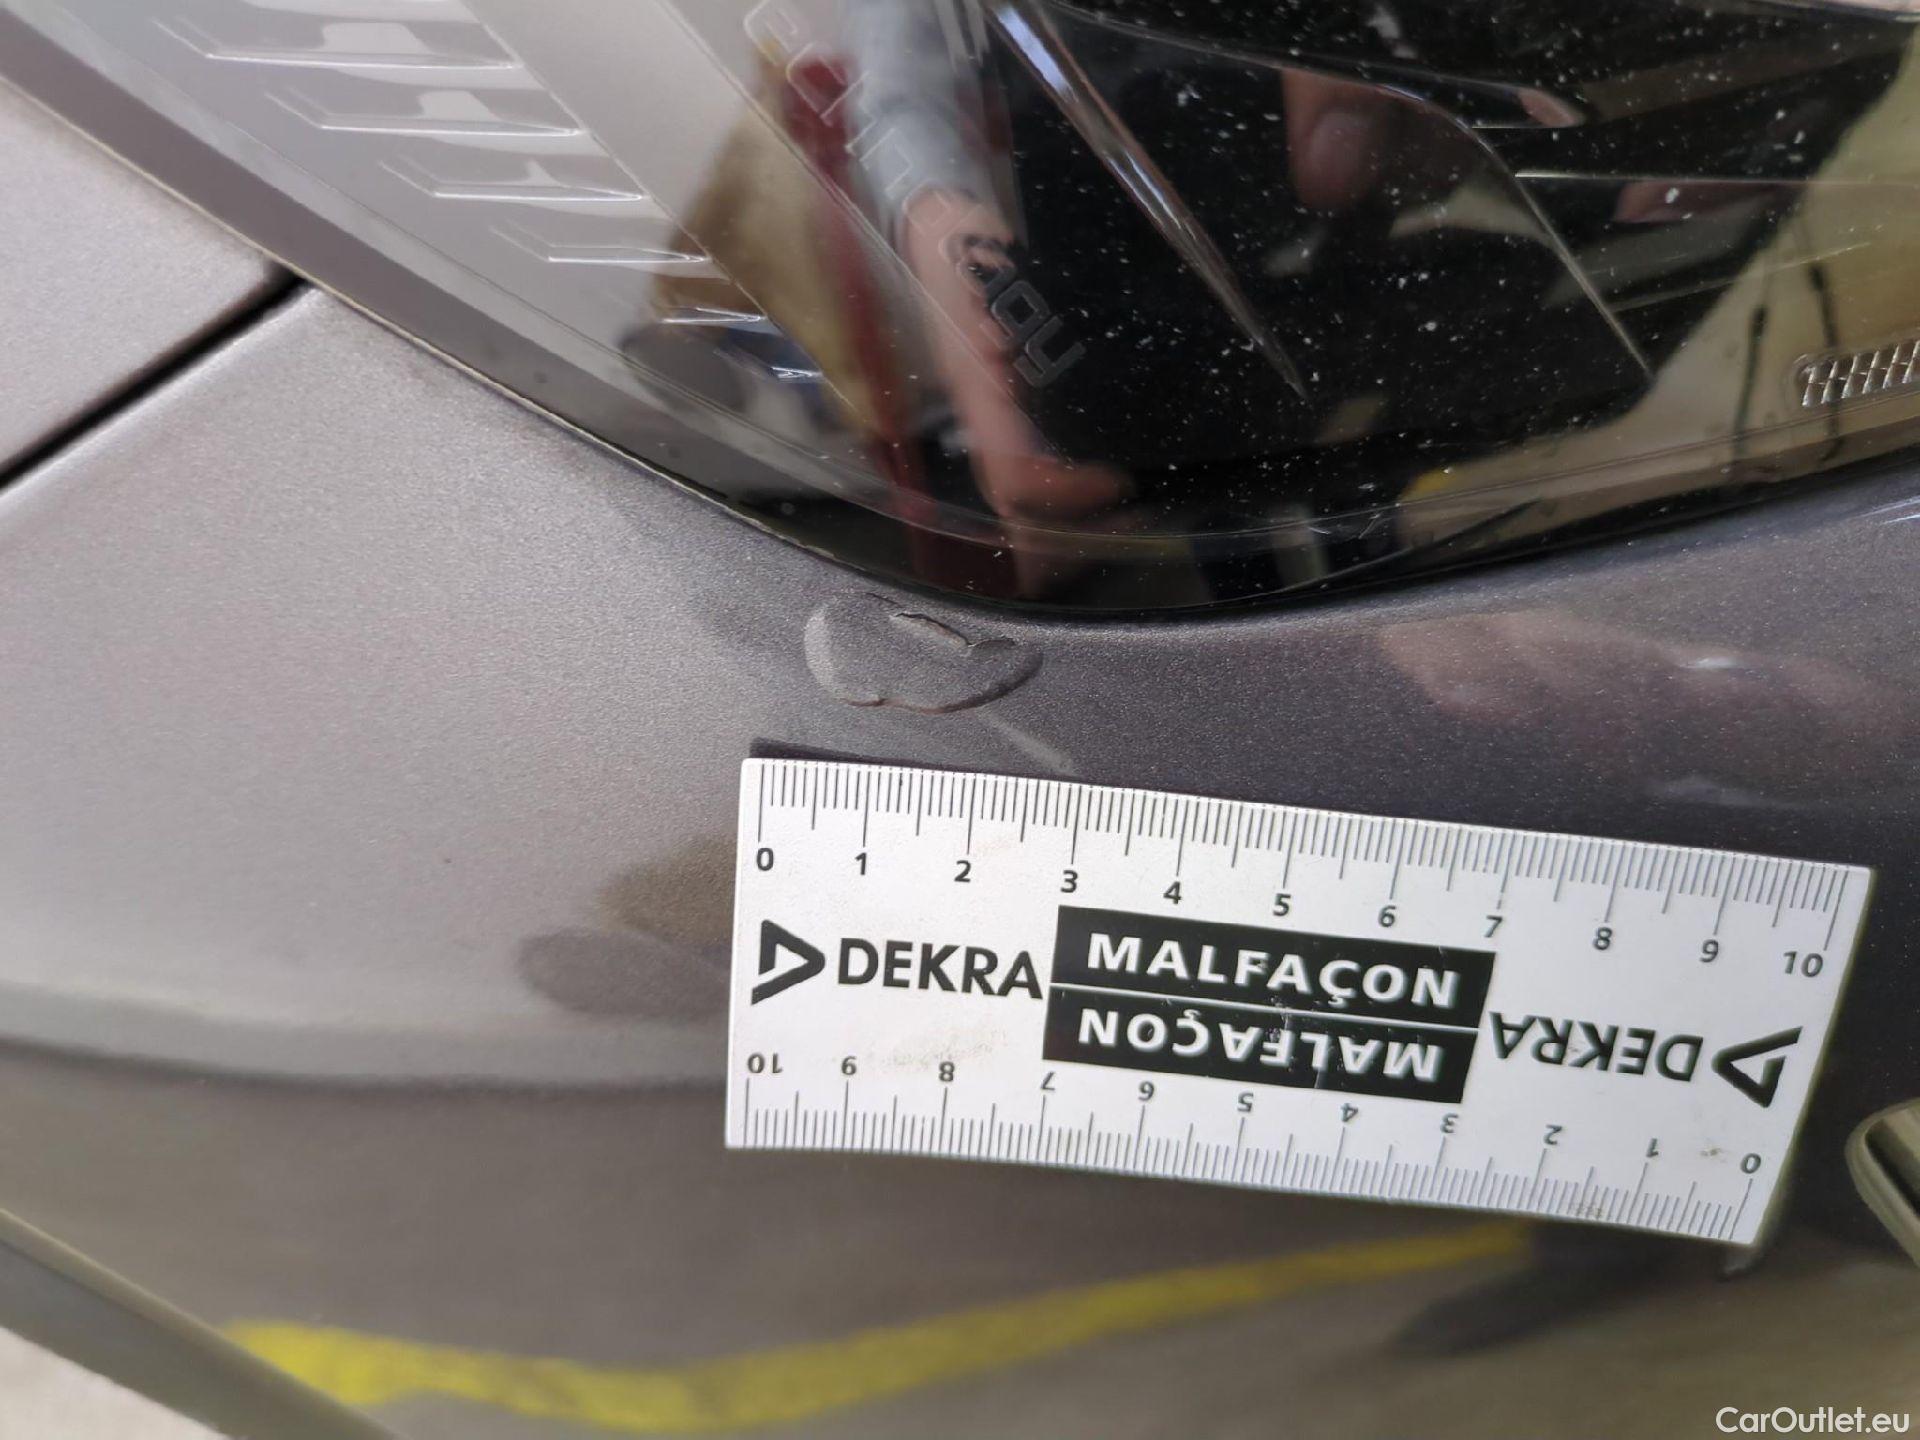 technology
0 1 2 3 4 5 6 7 8 9 10
DEKRA MALFAÇON
MALFAÇON DEKRA
10 9 8 7 6 5 4 3 2 1 0
CarOutlet.eu